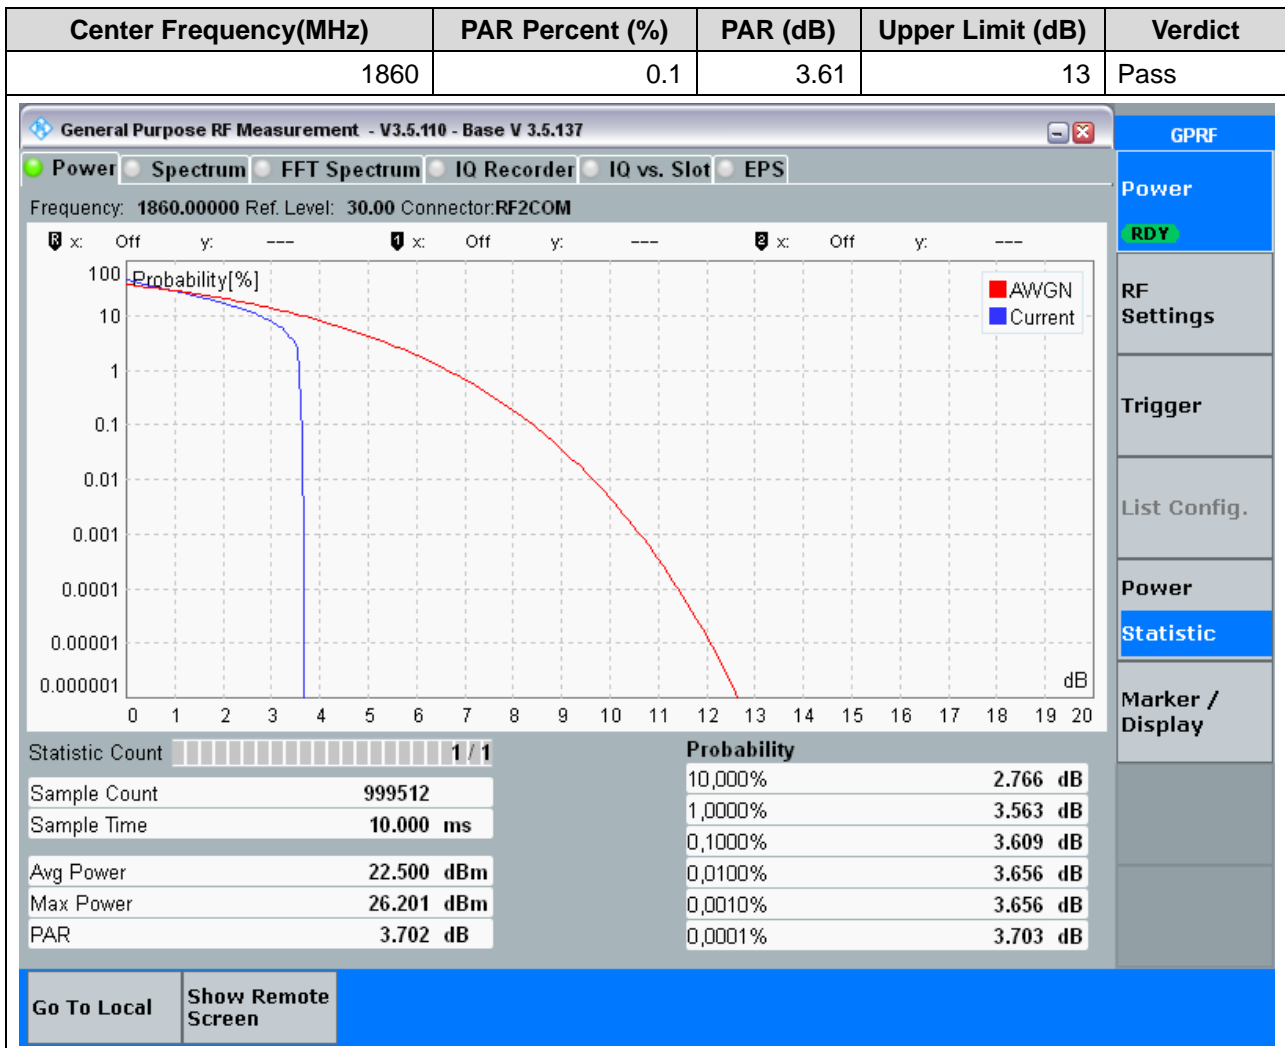 Center Frequency(MHz) PAR Percent (%) PAR (dB) Upper Limit (dB) Verdict
1860 0.1 3.61 13 Pass
General Purpose RF Measurement - V3.5.110 - Base V 3.5.137
GPRF
Power Spectrum FFT Spectrum IQ Recorder IQ vs. Slot EPS
Power
RDY
Frequency: 1860.00000 Ref. Level: 30.00 Connector:RF2COM
R x: Off y: --- 1 x: Off y: --- 2 x: Off y: ---
100 Probability[%]
AWGN
Current
10
1
0.1
0.01
0.001
0.0001
0.00001
0.000001
dB
0 1 2 3 4 5 6 7 8 9 10 11 12 13 14 15 16 17 18 19 20
RF
Settings
Trigger
List Config.
Power
Statistic
Marker /
Display
Statistic Count 1 / 1
Sample Count 999512
Sample Time 10.000 ms
Avg Power 22.500 dBm
Max Power 26.201 dBm
PAR 3.702 dB
Probability
10,000% 2.766 dB
1,0000% 3.563 dB
0,1000% 3.609 dB
0,0100% 3.656 dB
0,0010% 3.656 dB
0,0001% 3.703 dB
Go To Local
Show Remote
Screen